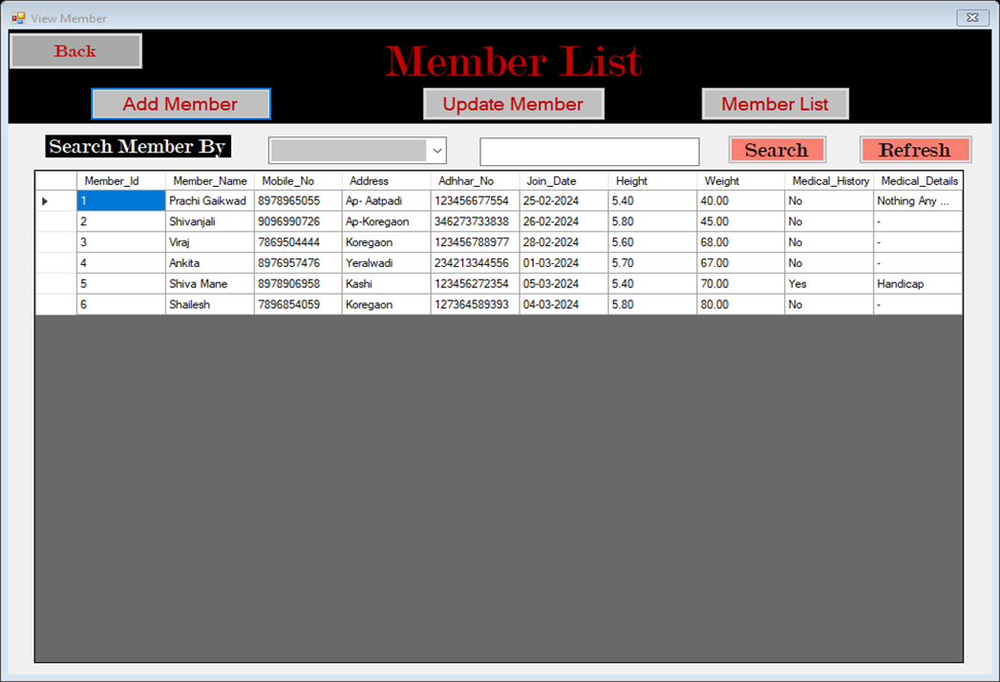 View Member
Back
Member List
Add Member Update Member Member List
Search Member By Search Refresh
Member_Id Member_Name Mobile_No Address Adhhar_No Join_Date Height Weight Medical_History Medical_Details
1 Prachi Gaikwad 8978965055 Ap- Aatpadi 123456677554 25-02-2024 5.40 40.00 No Nothing Any ...
2 Shivanjali 9096990726 Ap-Koregaon 346273733838 26-02-2024 5.80 45.00 No -
3 Viraj 7869504444 Koregaon 123456788977 28-02-2024 5.60 68.00 No -
4 Ankita 8976957476 Yeralwadi 234213344556 01-03-2024 5.70 67.00 No -
5 Shiva Mane 8978906958 Kashi 123456272354 05-03-2024 5.40 70.00 Yes Handicap
6 Shailesh 7896854059 Koregaon 127364589393 04-03-2024 5.80 80.00 No -